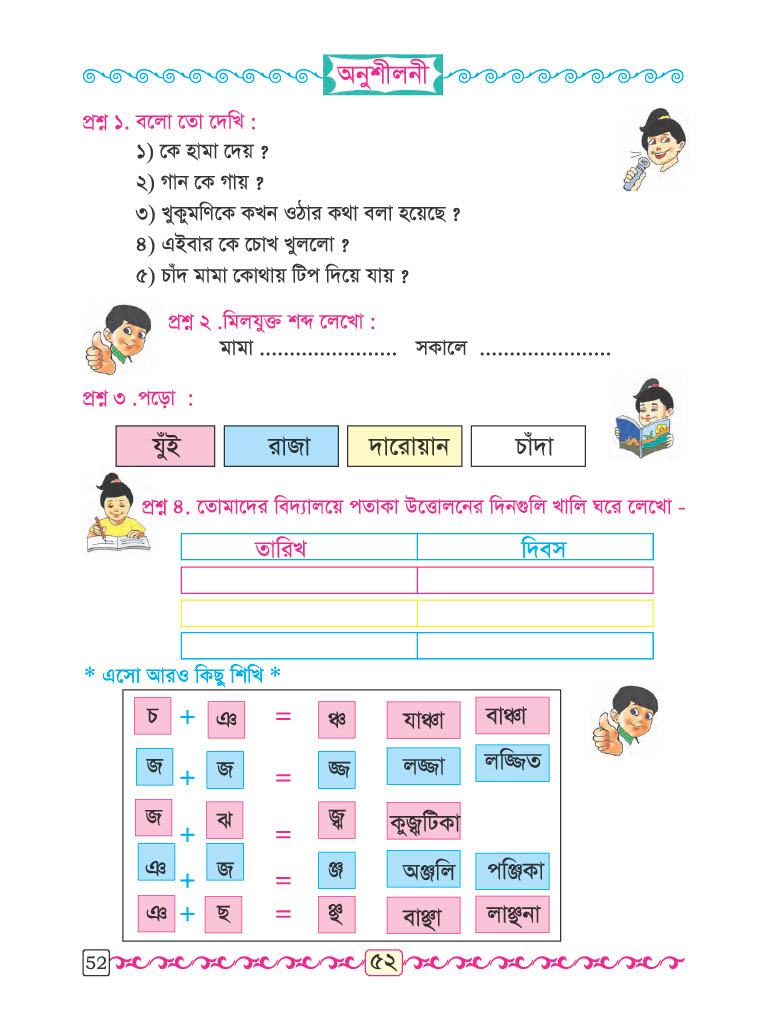 অনুশীলনী
প্রশ্ন ১. বলো তো দেখি :
১) কে হামা দেয় ?
২) গান কে গায় ?
৩) খুকুমণিকে কখন ওঠার কথা বলা হয়েছে ?
৪) এইবার কে চোখ খুললো ?
৫) চাঁদ মামা কোথায় টিপ দিয়ে যায় ?
প্রশ্ন ২ .মিলযুক্ত শব্দ লেখো :
মামা ....................... সকালে ......................
প্রশ্ন ৩ .পড়ো :
যুঁই রাজা দারোয়ান চাঁদা
প্রশ্ন ৪. তোমাদের বিদ্যালয়ে পতাকা উত্তোলনের দিনগুলি খালি ঘরে লেখো -
তারিখ দিবস
* এসো আরও কিছু শিখি *
চ + ঞ = চ্ঞ যাচ্ঞা বাচ্ঞা
জ + জ = জ্জ লজ্জা লজ্জিত
জ + ঝ = জ্ঝ কুজ্ঝটিকা
ঞ + জ = ঞ্জ অঞ্জলি পঞ্জিকা
ঞ + ছ = ঞ্ছ বাঞ্ছা লাঞ্ছনা
52 ৫২